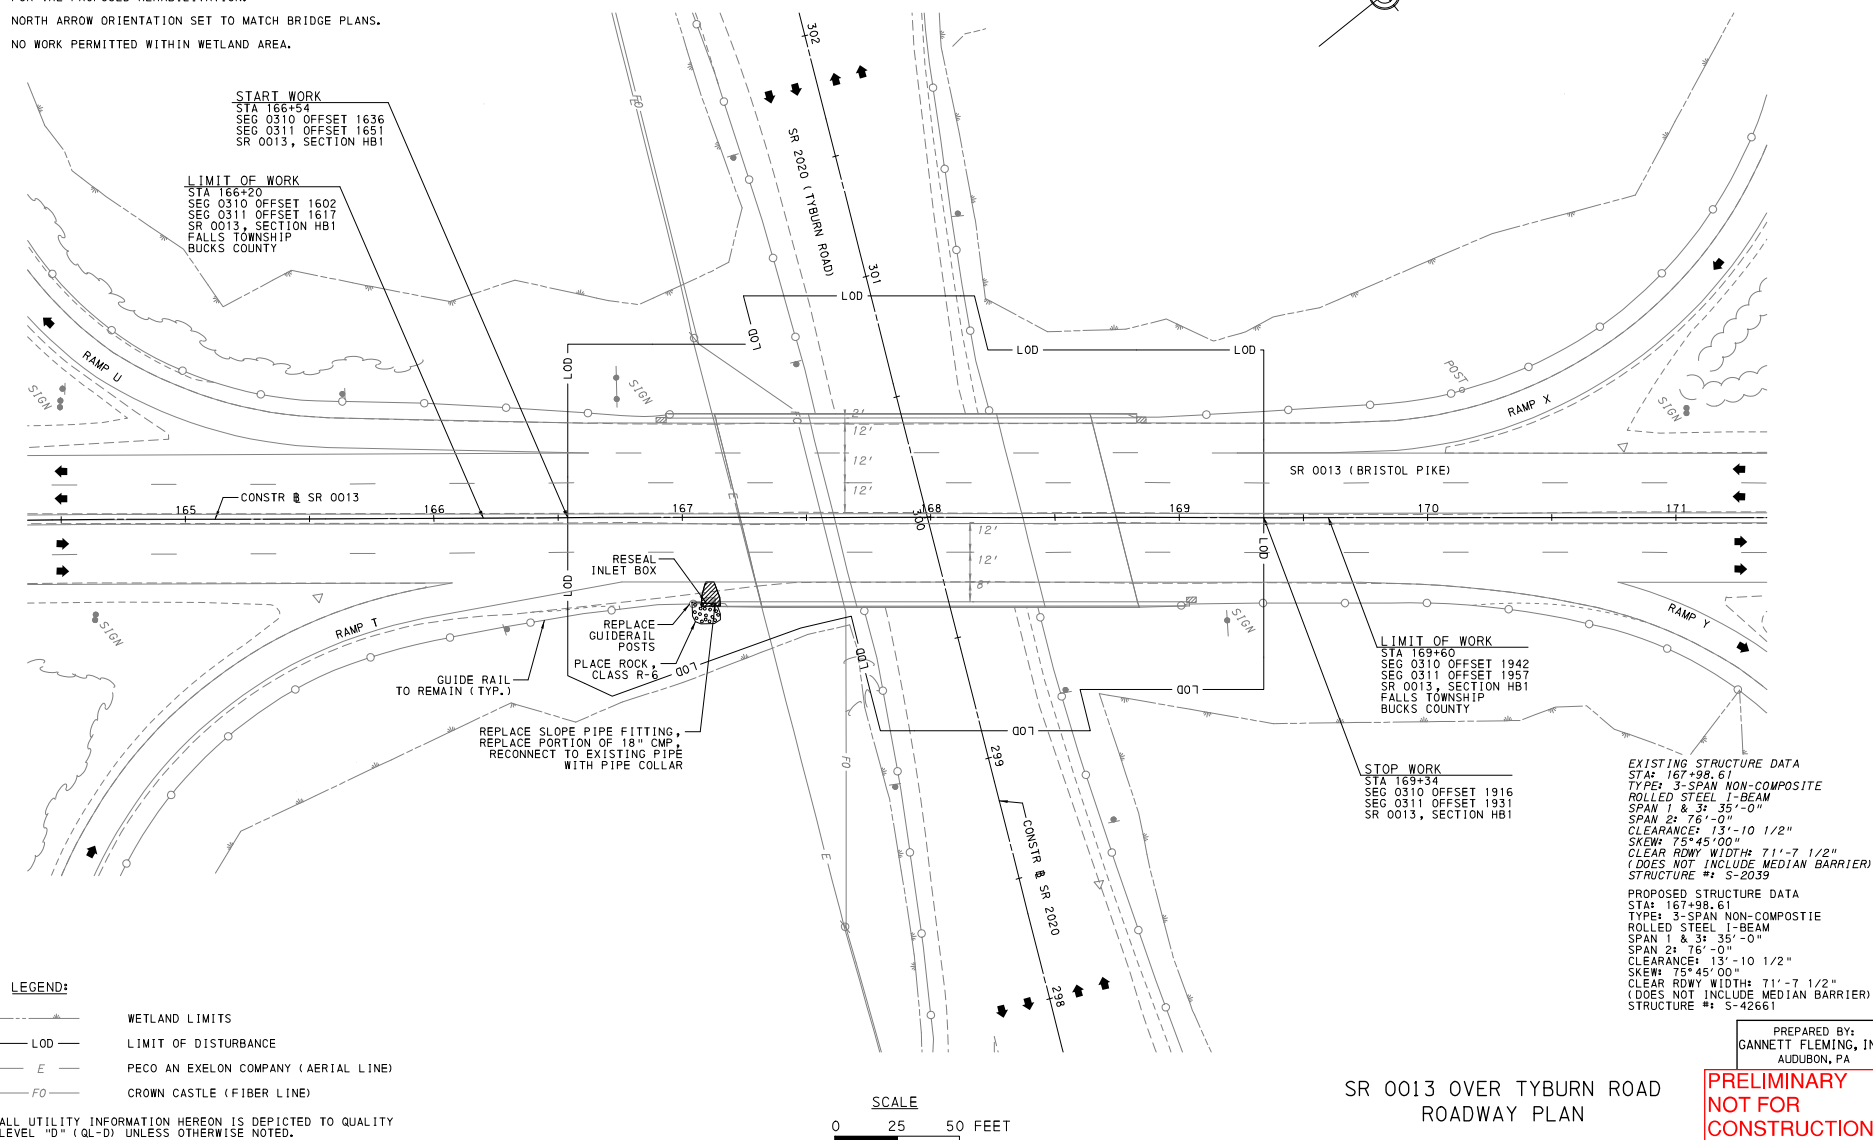 NORTH ARROW ORIENTATION SET TO MATCH BRIDGE PLANS.
NO WORK PERMITTED WITHIN WETLAND AREA.
START WORK
STA 166+54
SEG 0310 OFFSET 1636
SEG 0311 OFFSET 1651
SR 0013, SECTION HB1
LIMIT OF WORK
STA 166+20
SEG 0310 OFFSET 1602
SEG 0311 OFFSET 1617
SR 0013, SECTION HB1
FALLS TOWNSHIP
BUCKS COUNTY
302
FO
E
SR 2020 (TYBURN ROAD)
301
LOD
LOD
LOD
LOD
LOD
RAMP U
SIGN
SIGN
POST
RAMP X
SIGN
FO
2'
12'
12'
12'
E
SR 0013 (BRISTOL PIKE)
CONSTR BL SR 0013
165
166
167
168
169
170
171
300
12'
12'
8'
LOD
LOD
RESEAL
INLET BOX
REPLACE
GUIDERAIL
POSTS
PLACE ROCK,
CLASS R-6
LOD
LOD
LOD
LOD
SIGN
RAMP T
SIGN
RAMP Y
GUIDE RAIL
TO REMAIN (TYP.)
REPLACE SLOPE PIPE FITTING,
REPLACE PORTION OF 18" CMP,
RECONNECT TO EXISTING PIPE
WITH PIPE COLLAR
LIMIT OF WORK
STA 169+60
SEG 0310 OFFSET 1942
SEG 0311 OFFSET 1957
SR 0013, SECTION HB1
FALLS TOWNSHIP
BUCKS COUNTY
STOP WORK
STA 169+34
SEG 0310 OFFSET 1916
SEG 0311 OFFSET 1931
SR 0013, SECTION HB1
FO
E
299
CONSTR BL SR 2020
298
EXISTING STRUCTURE DATA
STA: 167+98.61
TYPE: 3-SPAN NON-COMPOSITE
ROLLED STEEL I-BEAM
SPAN 1 & 3: 35'-0"
SPAN 2: 76'-0"
CLEARANCE: 13'-10 1/2"
SKEW: 75°45'00"
CLEAR RDWY WIDTH: 71'-7 1/2"
(DOES NOT INCLUDE MEDIAN BARRIER)
STRUCTURE #: S-2039
PROPOSED STRUCTURE DATA
STA: 167+98.61
TYPE: 3-SPAN NON-COMPOSTIE
ROLLED STEEL I-BEAM
SPAN 1 & 3: 35'-0"
SPAN 2: 76'-0"
CLEARANCE: 13'-10 1/2"
SKEW: 75°45'00"
CLEAR RDWY WIDTH: 71'-7 1/2"
(DOES NOT INCLUDE MEDIAN BARRIER)
STRUCTURE #: S-42661
LEGEND:
WETLAND LIMITS
LOD LIMIT OF DISTURBANCE
E PECO AN EXELON COMPANY (AERIAL LINE)
FO CROWN CASTLE (FIBER LINE)
ALL UTILITY INFORMATION HEREON IS DEPICTED TO QUALITY
LEVEL "D" (QL-D) UNLESS OTHERWISE NOTED.
SCALE
0 25 50 FEET
SR 0013 OVER TYBURN ROAD
ROADWAY PLAN
PREPARED BY:
GANNETT FLEMING, IN
AUDUBON, PA
PRELIMINARY
NOT FOR
CONSTRUCTION